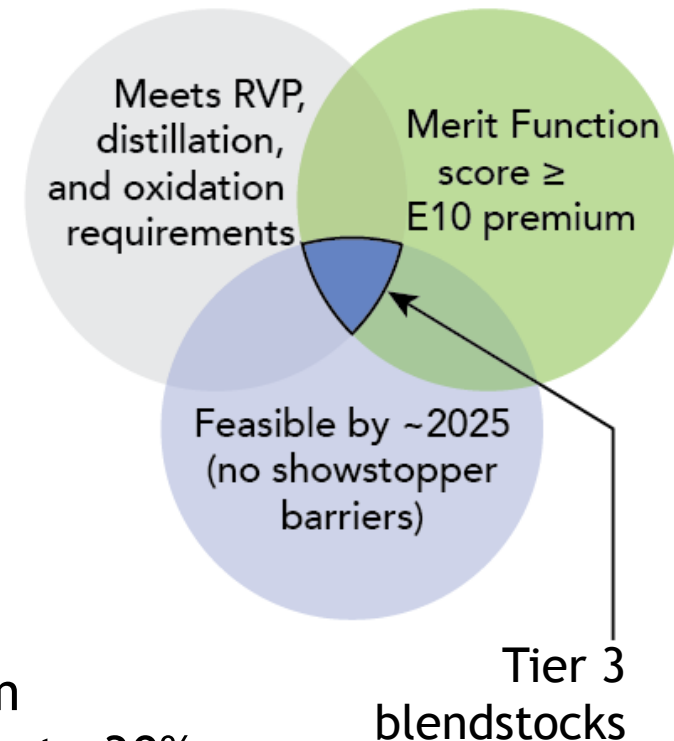 Meets RVP,
distillation,
and oxidation
requirements
Merit Function
score ≥
E10 premium
Feasible by ~2025
(no showstopper
barriers)
Tier 3
blendstocks